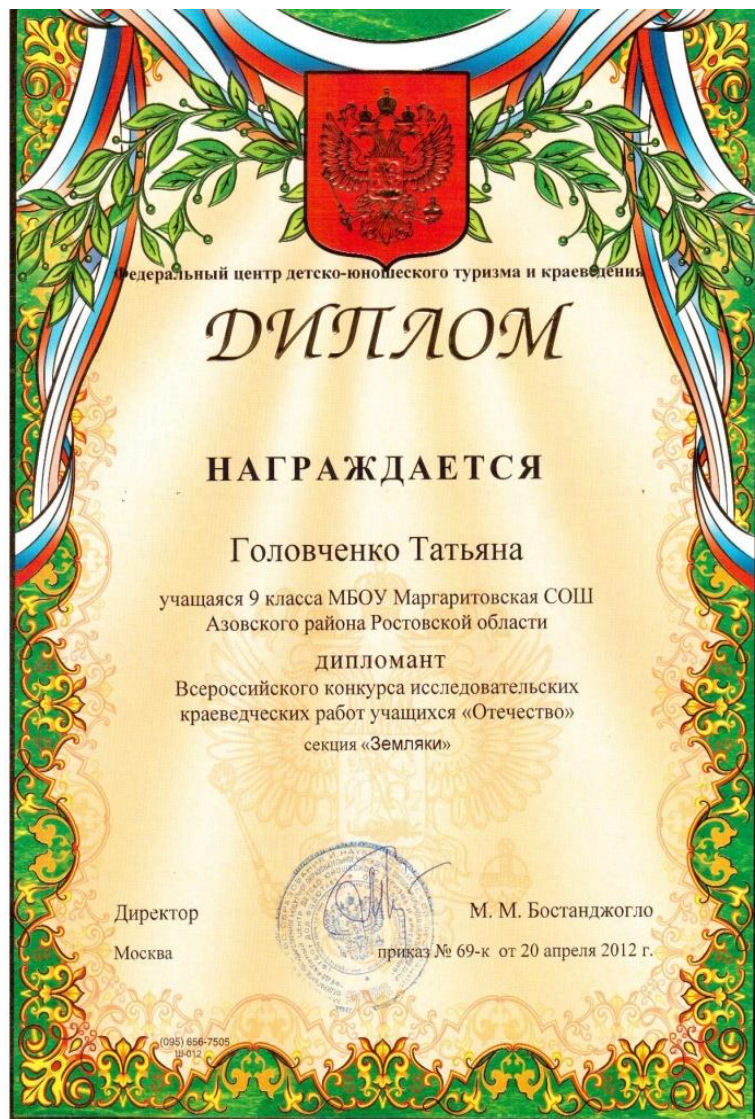 Федеральный центр детско-юношеского туризма и краеведения
ДИПЛОМ
НАГРАЖДАЕТСЯ
Головченко Татьяна
учащаяся 9 класса МБОУ Маргаритовская СОШ
Азовского района Ростовской области
дипломант
Всероссийского конкурса исследовательских
краеведческих работ учащихся «Отечество»
секция «Земляки»
Директор М. М. Бостанджогло
Москва приказ № 69-к от 20 апреля 2012 г.
(095) 656-7505
Ш-012